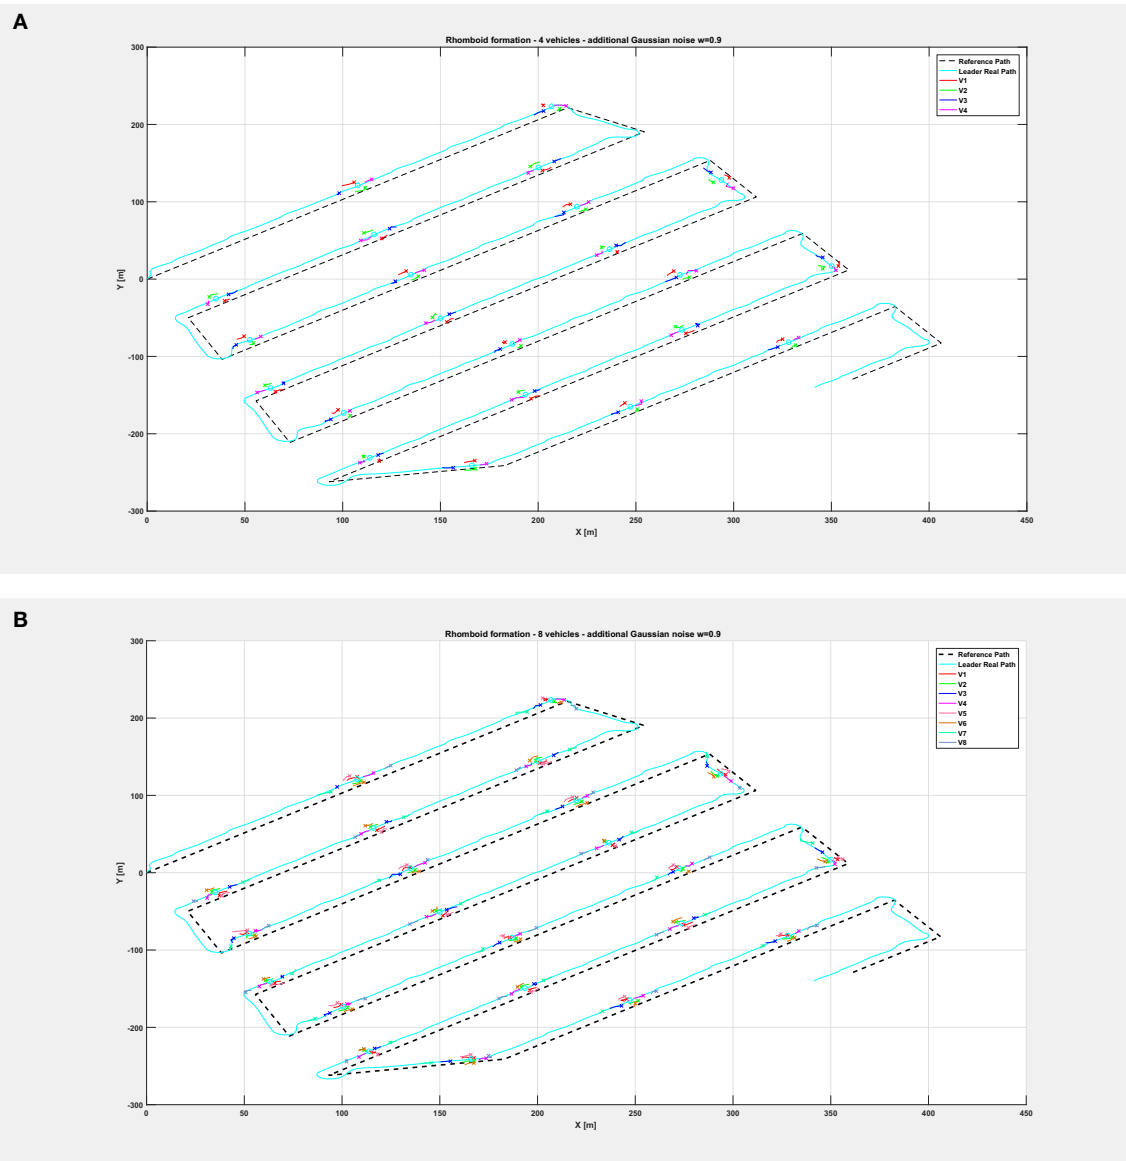 A
Rhomboid formation - 4 vehicles - additional Gaussian noise w=0.9
300
200
100
0
-100
-200
-300
Y [m]
Reference Path
Leader Real Path
V1
V2
V3
V4
0 50 100 150 200 250 300 350 400 450
X [m]
B
Rhomboid formation - 8 vehicles - additional Gaussian noise w=0.9
300
200
100
0
-100
-200
-300
Y [m]
Reference Path
Leader Real Path
V1
V2
V3
V4
V5
V6
V7
V8
0 50 100 150 200 250 300 350 400 450
X [m]